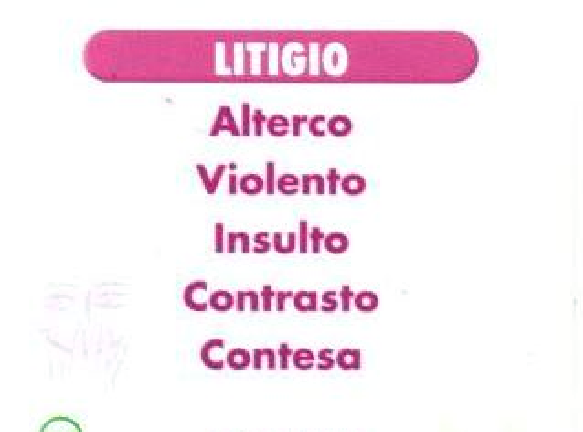 LITIGIO
Alterco
Violento
Insulto
Contrasto
Contesa